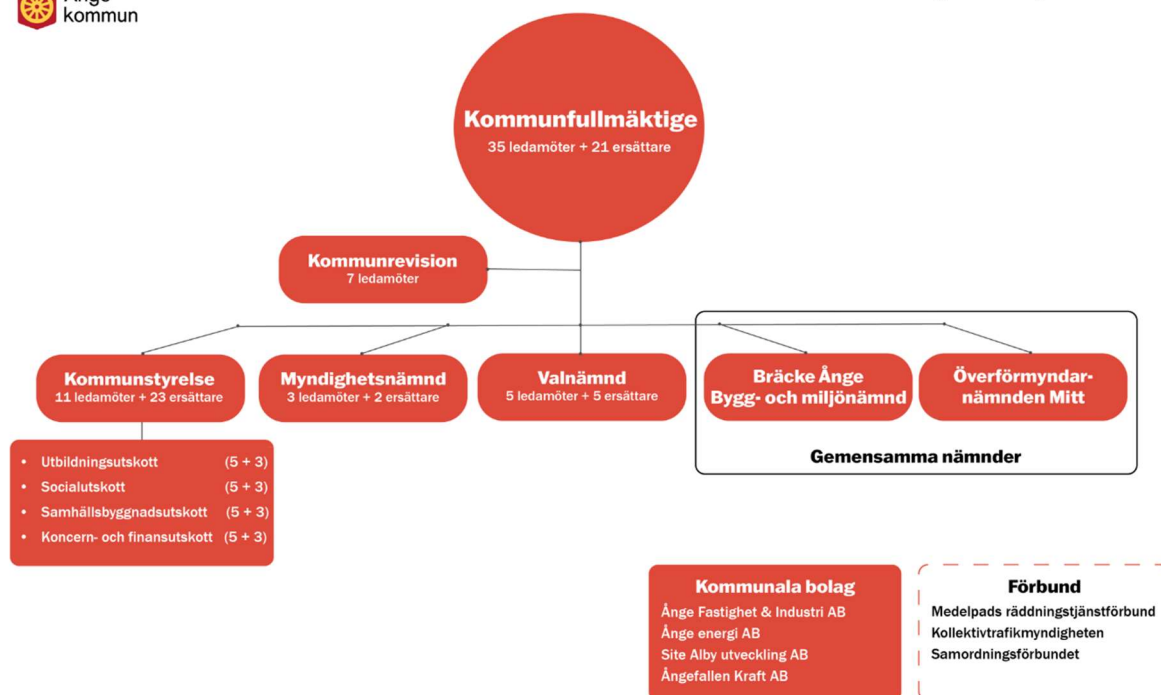 kommun
Kommunfullmäktige
35 ledamöter + 21 ersättare
Kommunrevision
7 ledamöter
Kommunstyrelse
11 ledamöter + 23 ersättare
Myndighetsnämnd
3 ledamöter + 2 ersättare
Valnämnd
5 ledamöter + 5 ersättare
Bräcke Ånge
Bygg- och miljönämnd
Överförmyndar-
nämnden Mitt
Gemensamma nämnder
• Utbildningsutskott (5 + 3)
• Socialutskott (5 + 3)
• Samhällsbyggnadsutskott (5 + 3)
• Koncern- och finansutskott (5 + 3)
Kommunala bolag
Ånge Fastighet & Industri AB
Ånge energi AB
Site Alby utveckling AB
Ångefallen Kraft AB
Förbund
Medelpads räddningstjänstförbund
Kollektivtrafikmyndigheten
Samordningsförbundet